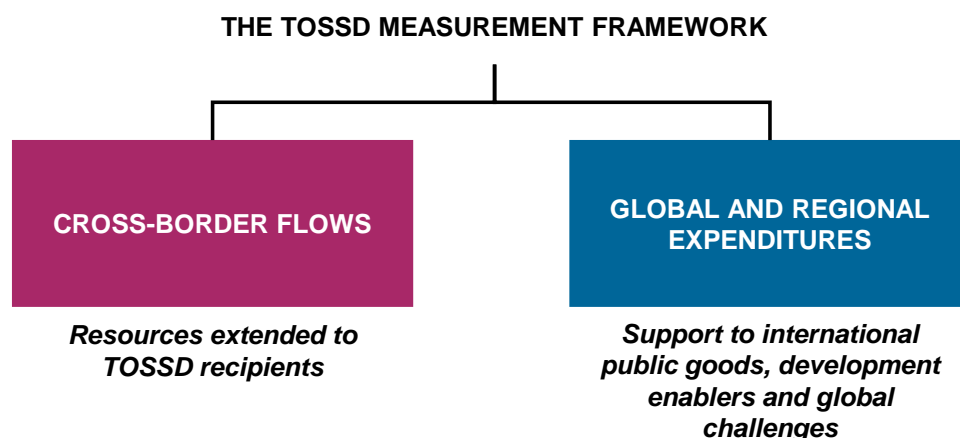 THE TOSSD MEASUREMENT FRAMEWORK
CROSS-BORDER FLOWS
Resources extended to
TOSSD recipients
GLOBAL AND REGIONAL
EXPENDITURES
Support to international
public goods, development
enablers and global
challenges